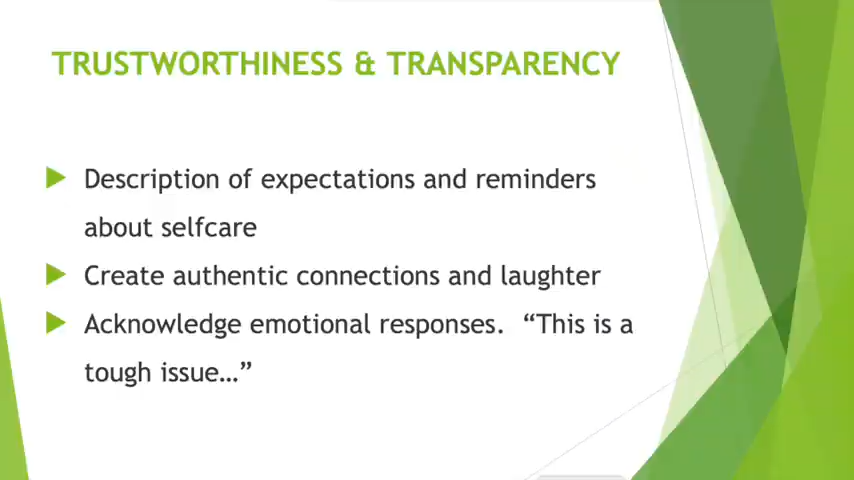 TRUSTWORTHINESS & TRANSPARENCY
Description of expectations and reminders
about selfcare
Create authentic connections and laughter
Acknowledge emotional responses.  “This is a
tough issue…”